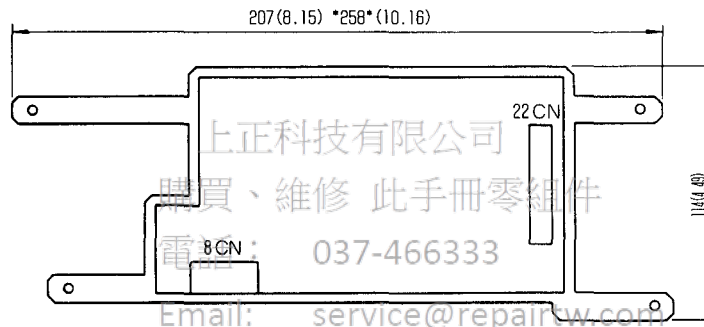 207(8.15) *258*(10.16)
22CN
上正科技有限公司
購買、維修 此手冊零組件
114(4.49)
8CN
電話： 037-466333
Email: service@repairtw.com